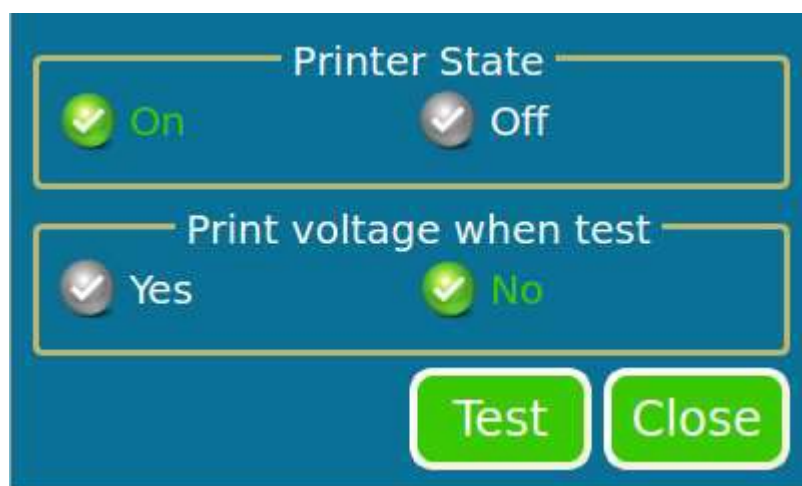 Printer State
On Off
Print voltage when test
Yes No
Test Close